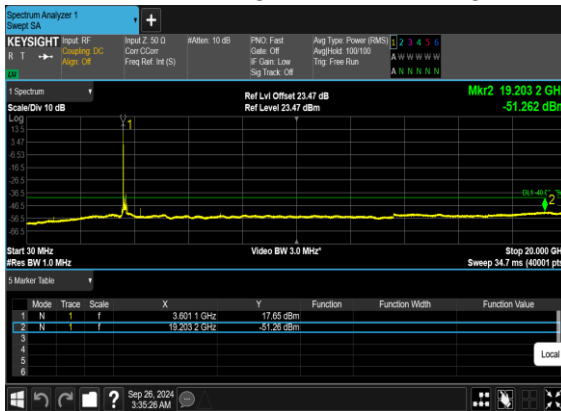 Spectrum Analyzer 1
Swept SA
KEYSIGHT Input: RF Input Z: 50 Ω #Atten: 10 dB PNO: Fast Avg Type: Power (RMS) 1 2 3 4 5 6
R T Coupling: DC Corr CCorr Gate: Off Avg|Hold: 100/100 A W W W W W
Align: Off Freq Ref: Int (S) IF Gain: Low Trig: Free Run
Sig Track: Off A N N N N N
1 Spectrum Ref Lvl Offset 23.47 dB Mkr2 19.203 2 GH
Scale/Div 10 dB Ref Level 23.47 dBm -51.262 dBm
Log
13.5
3.47
-6.53
-16.5
-26.5
-36.5
-46.5
-56.5
-66.5
1
2
Start 30 MHz Video BW 3.0 MHz* Stop 20.000 GH
#Res BW 1.0 MHz Sweep 34.7 ms (40001 pts
5 Marker Table
Mode Trace Scale X Y Function Function Width Function Value
1 N 1 f 3.601 1 GHz 17.65 dBm
2 N 1 f 19.203 2 GHz -51.26 dBm
3
4
5
6
Local
? Sep 26, 2024
3:35:26 AM